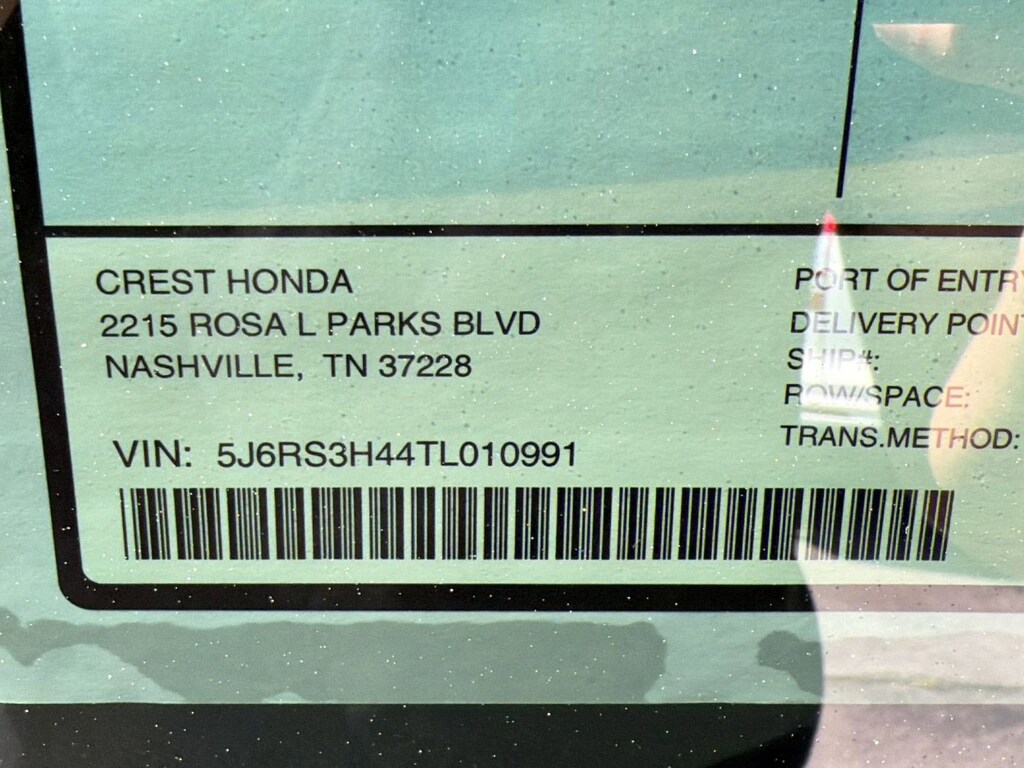 CREST HONDA
2215 ROSA L PARKS BLVD
NASHVILLE, TN 37228
VIN: 5J6RS3H44TL010991
PORT OF ENTRY
DELIVERY POINT
SHIP#:
ROW/SPACE:
TRANS.METHOD: